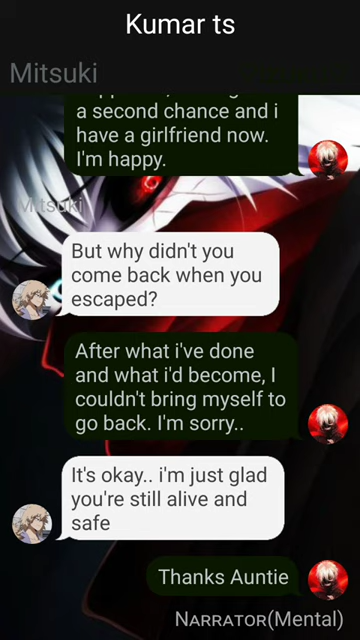 Kumar ts
Mitsuki
a second chance and i
have a girlfriend now.
I'm happy.
Mitsuki
But why didn't you
come back when you
escaped?
After what i've done
and what i'd become, I
couldn't bring myself to
go back. I'm sorry..
It's okay.. i'm just glad
you're still alive and
safe
Thanks Auntie
NARRATOR(Mental)